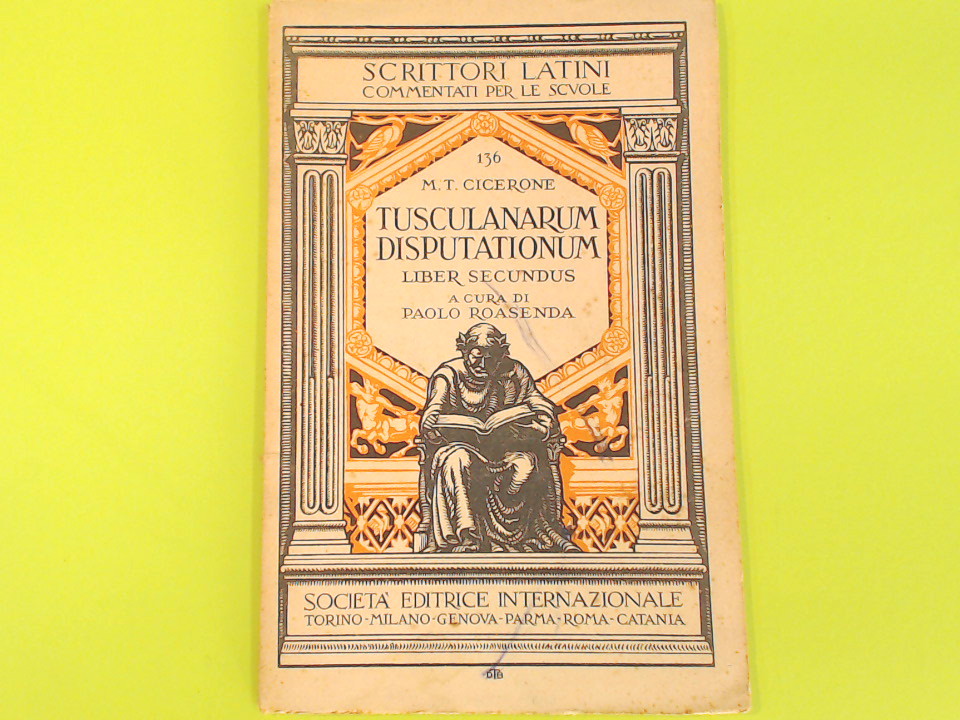 SCRITTORI LATINI
COMMENTATI PER LE SCVOLE
136
M. T. CICERONE
TUSCULANARUM
DISPUTATIONUM
LIBER SECUNDUS
A CURA DI
PAOLO ROASENDA
SOCIETÀ EDITRICE INTERNAZIONALE
TORINO-MILANO-GENOVA-PARMA-ROMA-CATANIA